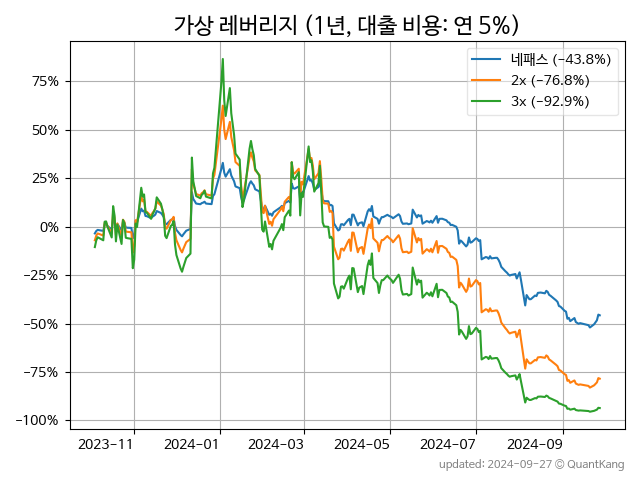 가상 레버리지 (1년, 대출 비용: 연 5%)
네패스 (−43.8%)
2x (−76.8%)
3x (−92.9%)
75%
50%
25%
0%
−25%
−50%
−75%
−100%
2023-11 2024-01 2024-03 2024-05 2024-07 2024-09
updated: 2024-09-27 © QuantKang